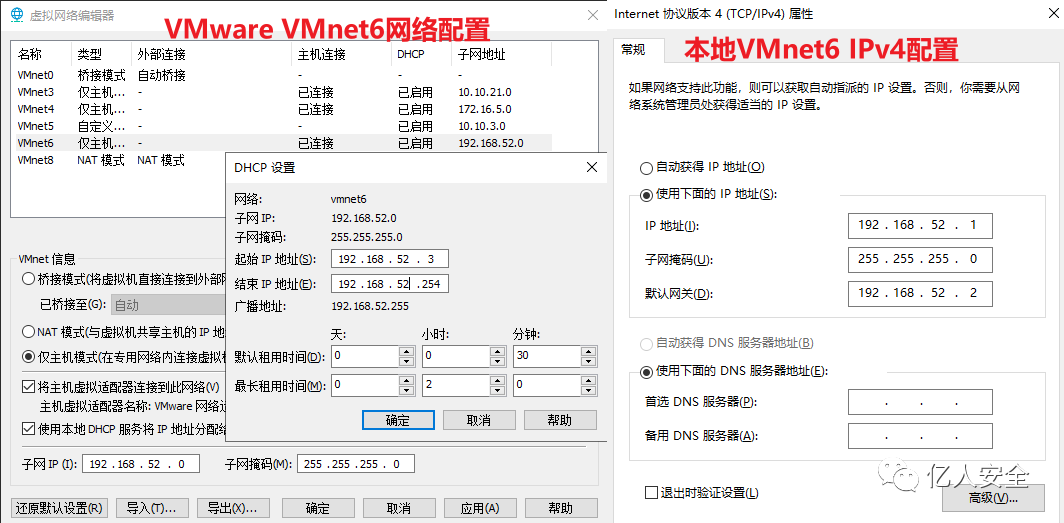 虚拟网络编辑器
VMware VMnet6网络配置
名称 类型 外部连接 主机连接 DHCP 子网地址
VMnet0 桥接模式 自动桥接 - - -
VMnet3 仅主机... - 已连接 已启用 10.10.21.0
VMnet4 仅主机... - 已连接 已启用 172.16.5.0
VMnet5 自定义... - - 已启用 10.10.3.0
VMnet6 仅主机... - 已连接 已启用 192.168.52.0
VMnet8 NAT 模式 NAT 模式
DHCP 设置
网络: vmnet6
子网 IP: 192.168.52.0
子网掩码: 255.255.255.0
起始 IP 地址(S): 192 . 168 . 52 . 3
结束 IP 地址(E): 192 . 168 . 52 .254
广播地址: 192.168.52.255
天: 小时: 分钟:
默认租用时间(D): 0 0 30
最长租用时间(M): 0 2 0
确定 取消 帮助
VMnet 信息
桥接模式(将虚拟机直接连接到外部
已桥接至(G): 自动
NAT 模式(与虚拟机共享主机的 IP 地
仅主机模式(在专用网络内连接虚拟
将主机虚拟适配器连接到此网络(V)
主机虚拟适配器名称: VMware 网络
使用本地 DHCP 服务将 IP 地址分配
子网 IP (I): 192 . 168 . 52 . 0 子网掩码(M): 255 . 255 . 255 . 0
还原默认设置(R) 导入(T)... 导出(X)... 确定 取消 应用(A) 帮助
Internet 协议版本 4 (TCP/IPv4) 属性
常规
本地VMnet6 IPv4配置
如果网络支持此功能，则可以获取自动指派的 IP 设置。否则，你需要从网
络系统管理员处获得适当的 IP 设置。
自动获得 IP 地址(O)
使用下面的 IP 地址(S):
IP 地址(I): 192 . 168 . 52 . 1
子网掩码(U): 255 . 255 . 255 . 0
默认网关(D): 192 . 168 . 52 . 2
自动获得 DNS 服务器地址(B)
使用下面的 DNS 服务器地址(E):
首选 DNS 服务器(P): . . .
备用 DNS 服务器(A): . . .
退出时验证设置(L)
高级(V)...
亿人安全